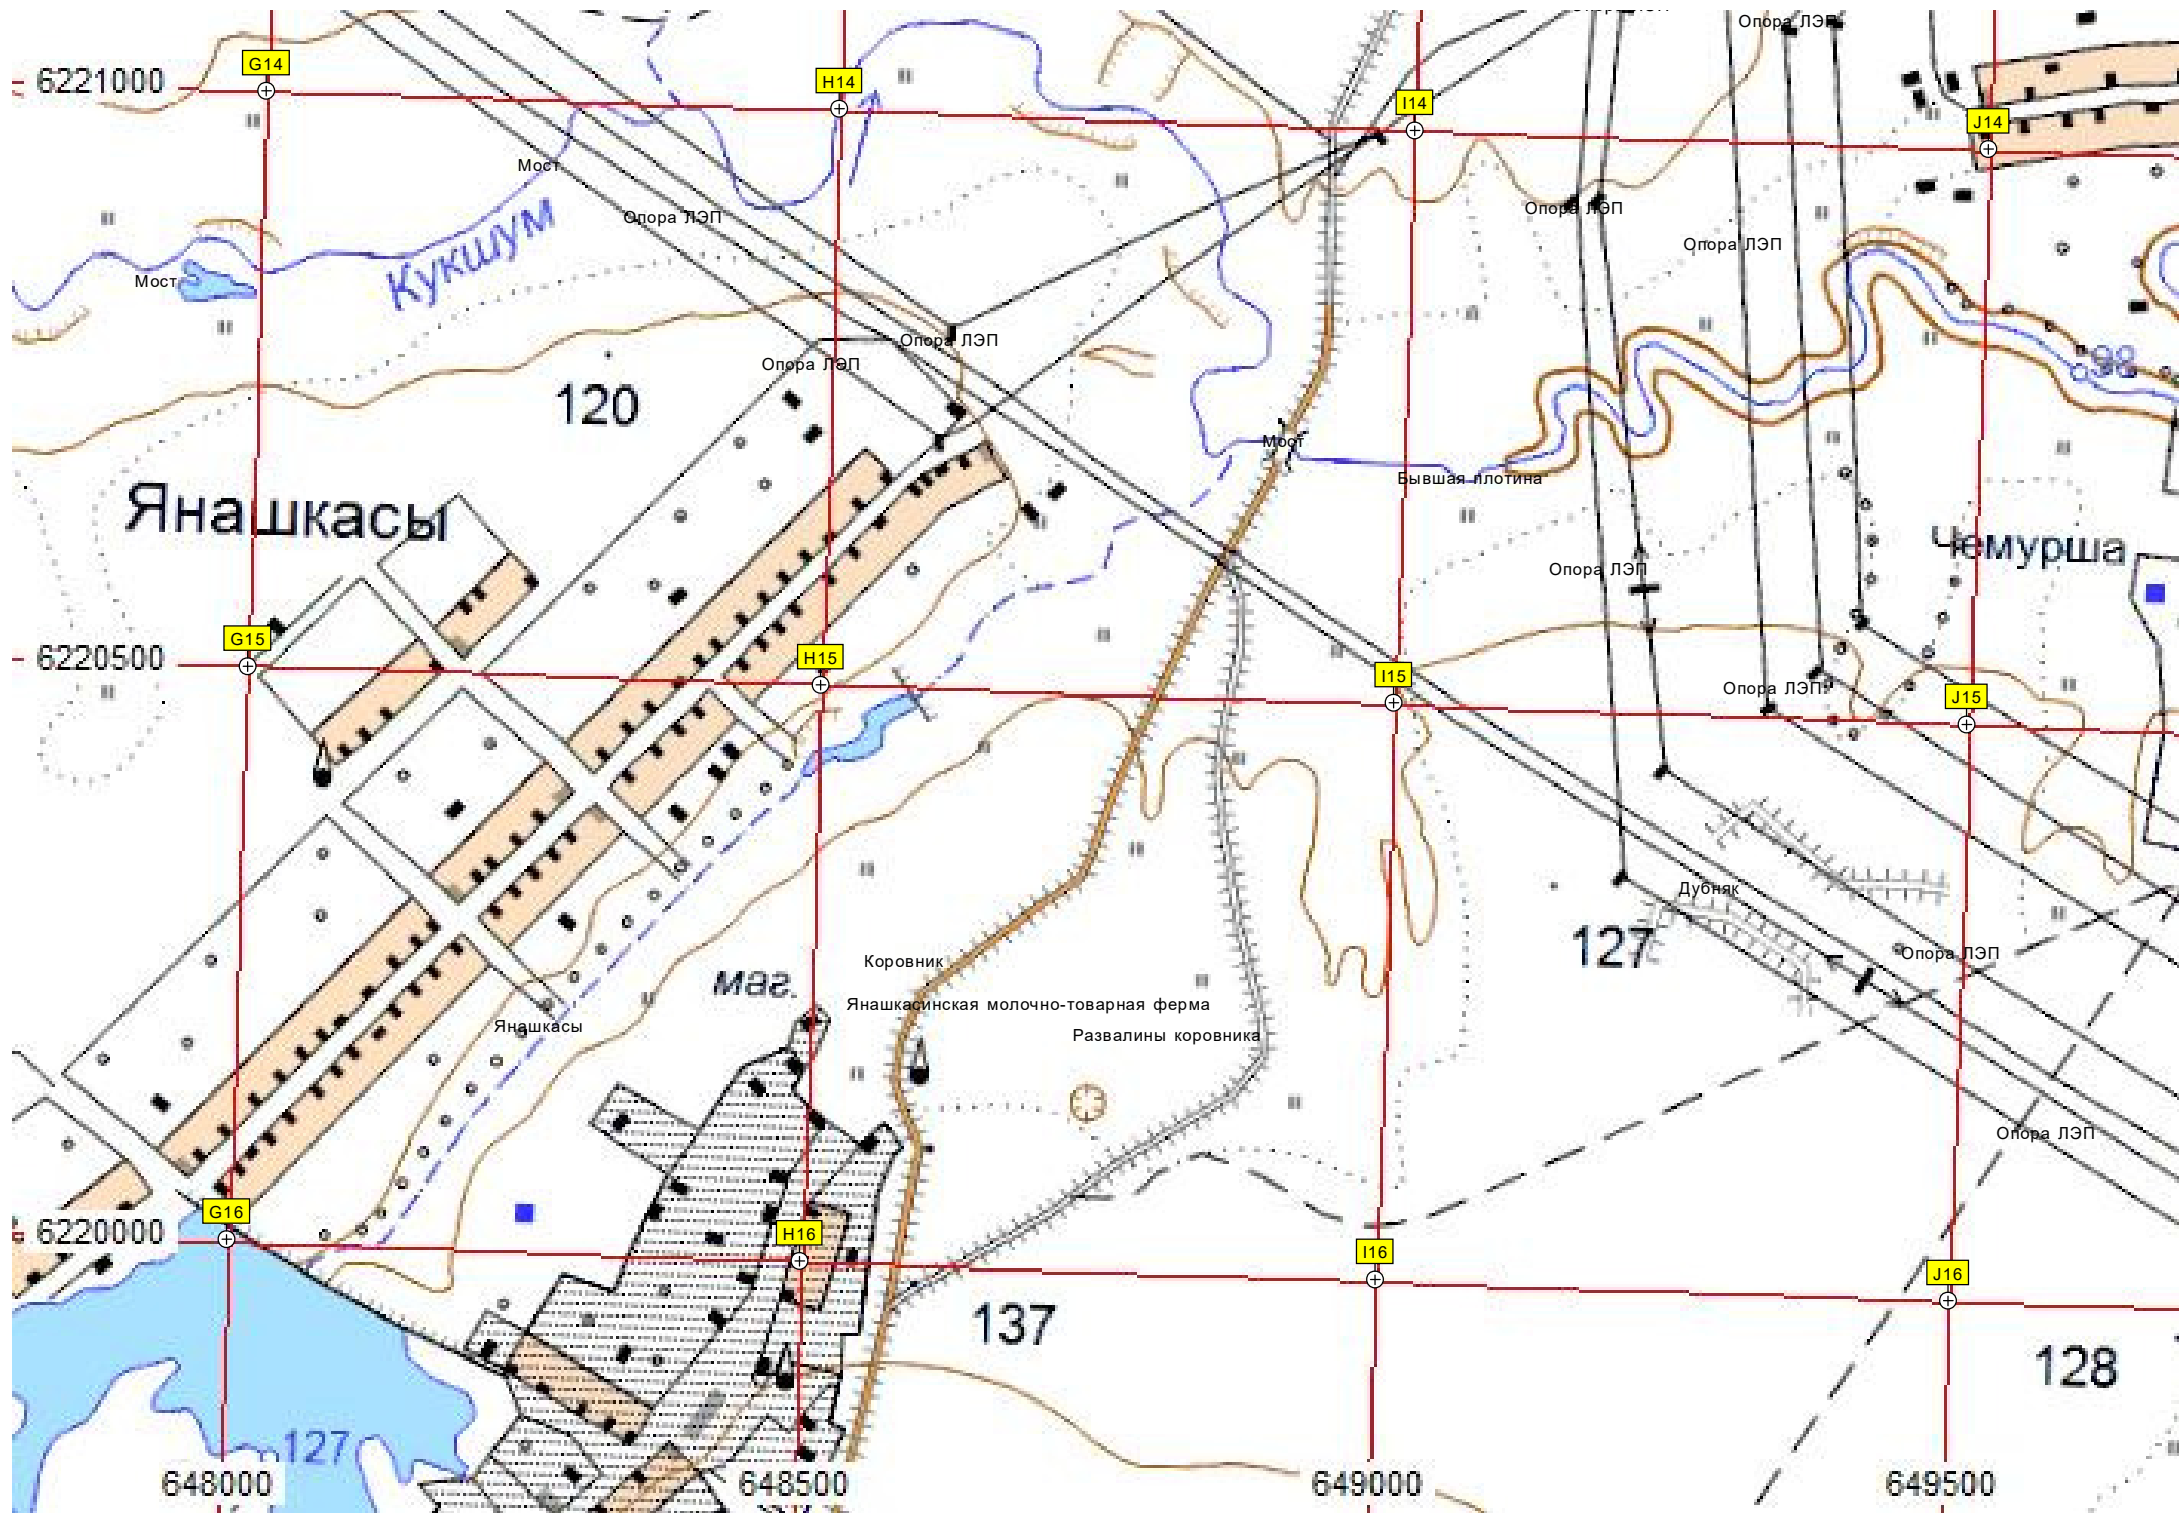 Опора ЛЭП
G14
6221000
H14
I14
J14
Мост
Опора ЛЭП
Опора ЛЭП
Опора ЛЭП
Кукшум
Мост
Опора ЛЭП
Опора ЛЭП
98
120
Мост
Бывшая плотина
Янашкасы
Чемурша
Опора ЛЭП
G15
6220500
H15
I15
Опора ЛЭП
J15
Дубняк
127
Опора ЛЭП
Коровник
маг.
Янашкасинская молочно-товарная ферма
Янашкасы
Развалины коровника
Опора ЛЭП
G16
6220000
H16
I16
J16
137
128
127
648000
648500
649000
649500